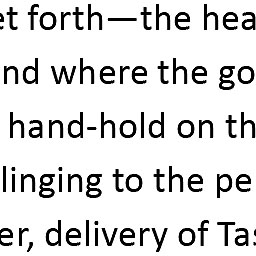 et forth—the hea
nd where the go
hand-hold on th
linging to the pe
er, delivery of Tas